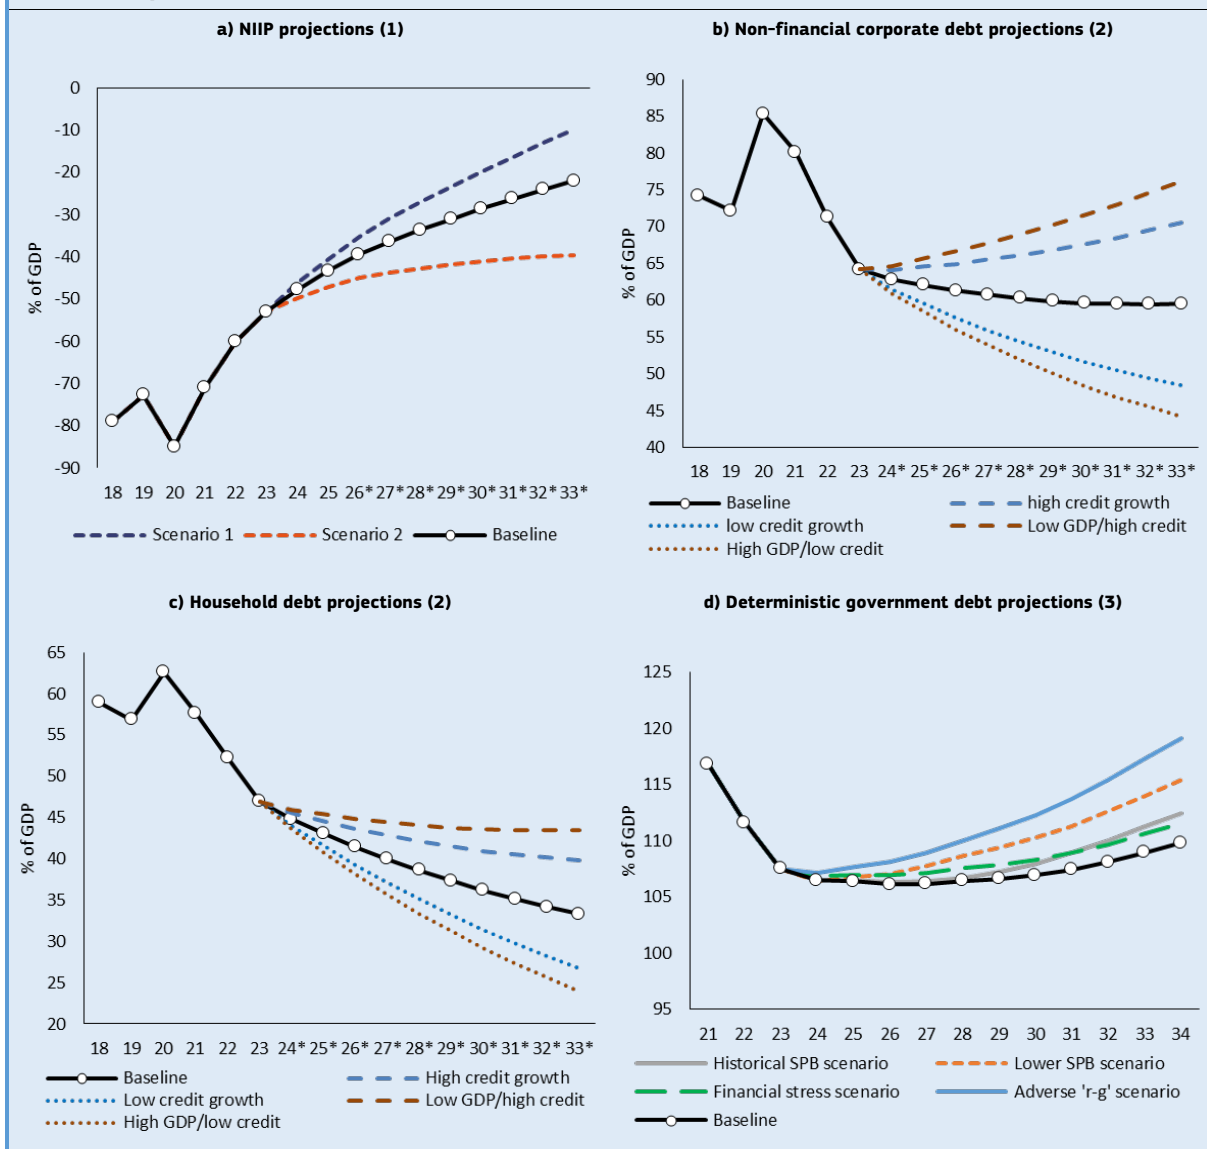 a) NIIP projections (1)
0
-10
-20
-30
-40
-50
-60
-70
-80
-90
% of GDP
18 19 20 21 22 23 24 25 26* 27* 28* 29* 30* 31* 32* 33*
Scenario 1 Scenario 2 Baseline
b) Non-financial corporate debt projections (2)
90
85
80
75
70
65
60
55
50
45
40
% of GDP
18 19 20 21 22 23 24* 25* 26* 27* 28* 29* 30* 31* 32* 33*
Baseline high credit growth
low credit growth Low GDP/high credit
High GDP/low credit
c) Household debt projections (2)
65
60
55
50
45
40
35
30
25
20
% of GDP
18 19 20 21 22 23 24* 25* 26* 27* 28* 29* 30* 31* 32* 33*
Baseline High credit growth
Low credit growth Low GDP/high credit
High GDP/low credit
d) Deterministic government debt projections (3)
125
120
115
110
105
100
95
% of GDP
21 22 23 24 25 26 27 28 29 30 31 32 33 34
Historical SPB scenario Lower SPB scenario
Financial stress scenario Adverse 'r-g' scenario
Baseline